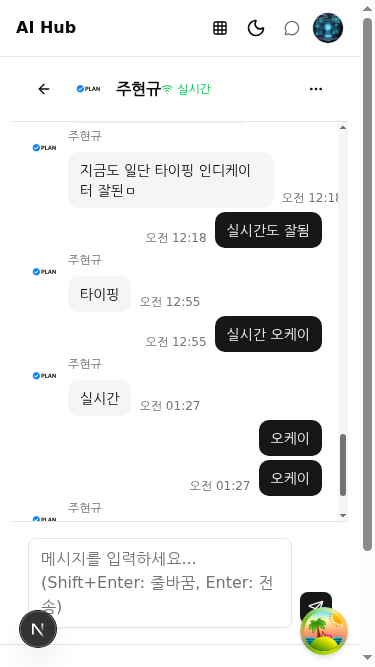 AI Hub
PLAN 주현규 실시간
주현규
지금도 일단 타이핑 인디케이
터 잘된ㅁ
오전 12:18
실시간도 잘됨
오전 12:18
주현규
타이핑
오전 12:55
실시간 오케이
오전 12:55
주현규
실시간
오전 01:27
오케이
오케이
오전 01:27
주현규
메시지를 입력하세요...
(Shift+Enter: 줄바꿈, Enter: 전
송)
N